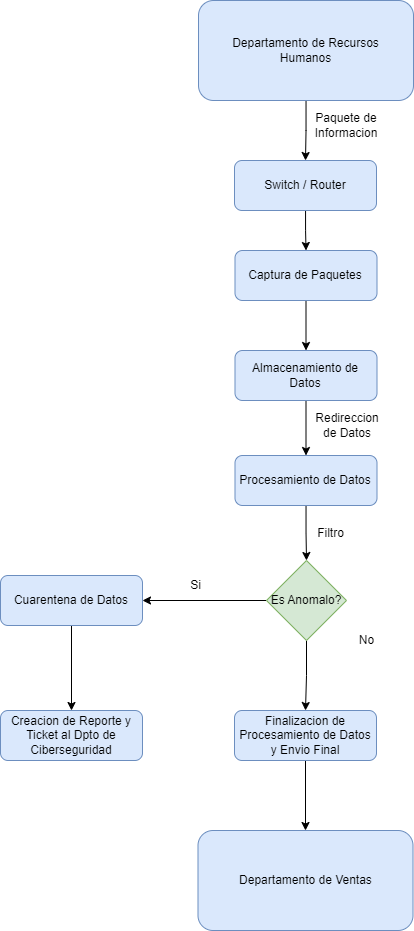 Departamento de Recursos
Humanos
Paquete de
Informacion
Switch / Router
Captura de Paquetes
Almacenamiento de
Datos
Redireccion
de Datos
Procesamiento de Datos
Filtro
Es Anomalo?
Si
No
Cuarentena de Datos
Creacion de Reporte y
Ticket al Dpto de
Ciberseguridad
Finalizacion de
Procesamiento de Datos
y Envio Final
Departamento de Ventas